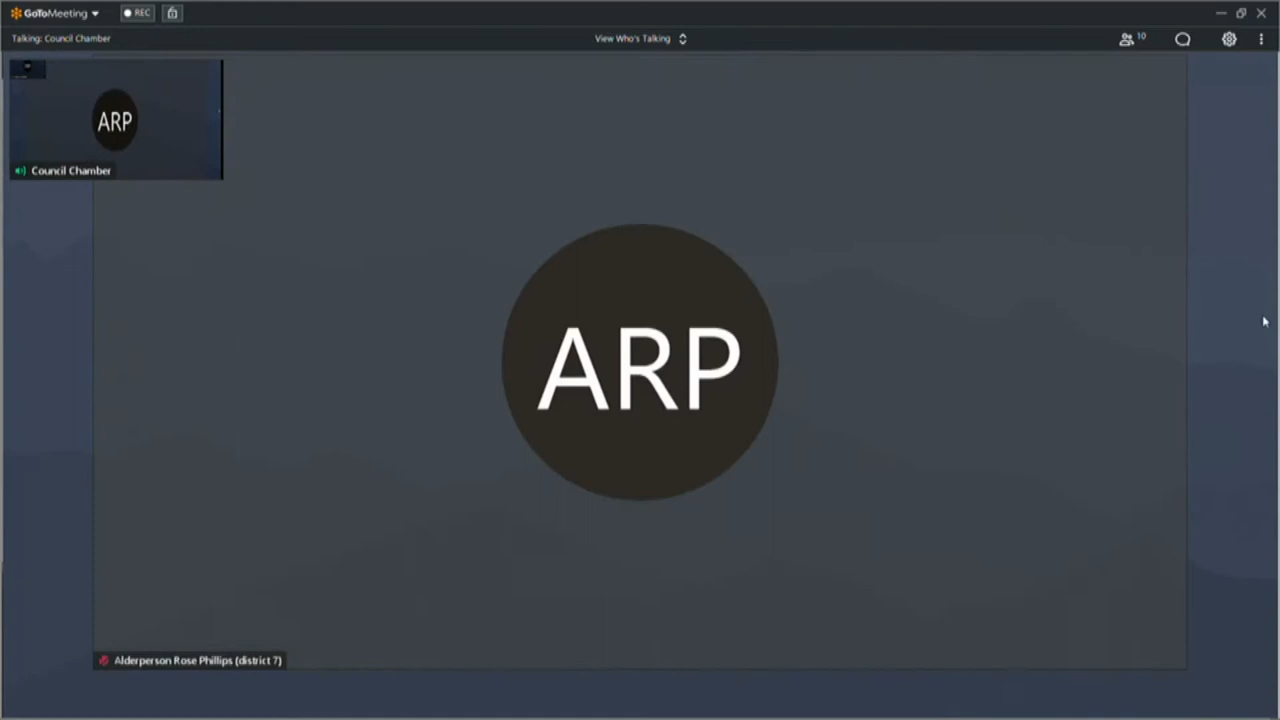 GoToMeeting
REC
Talking: Council Chamber
View Who's Talking
10
ARP
Council Chamber
ARP
Alderperson Rose Phillips (district 7)